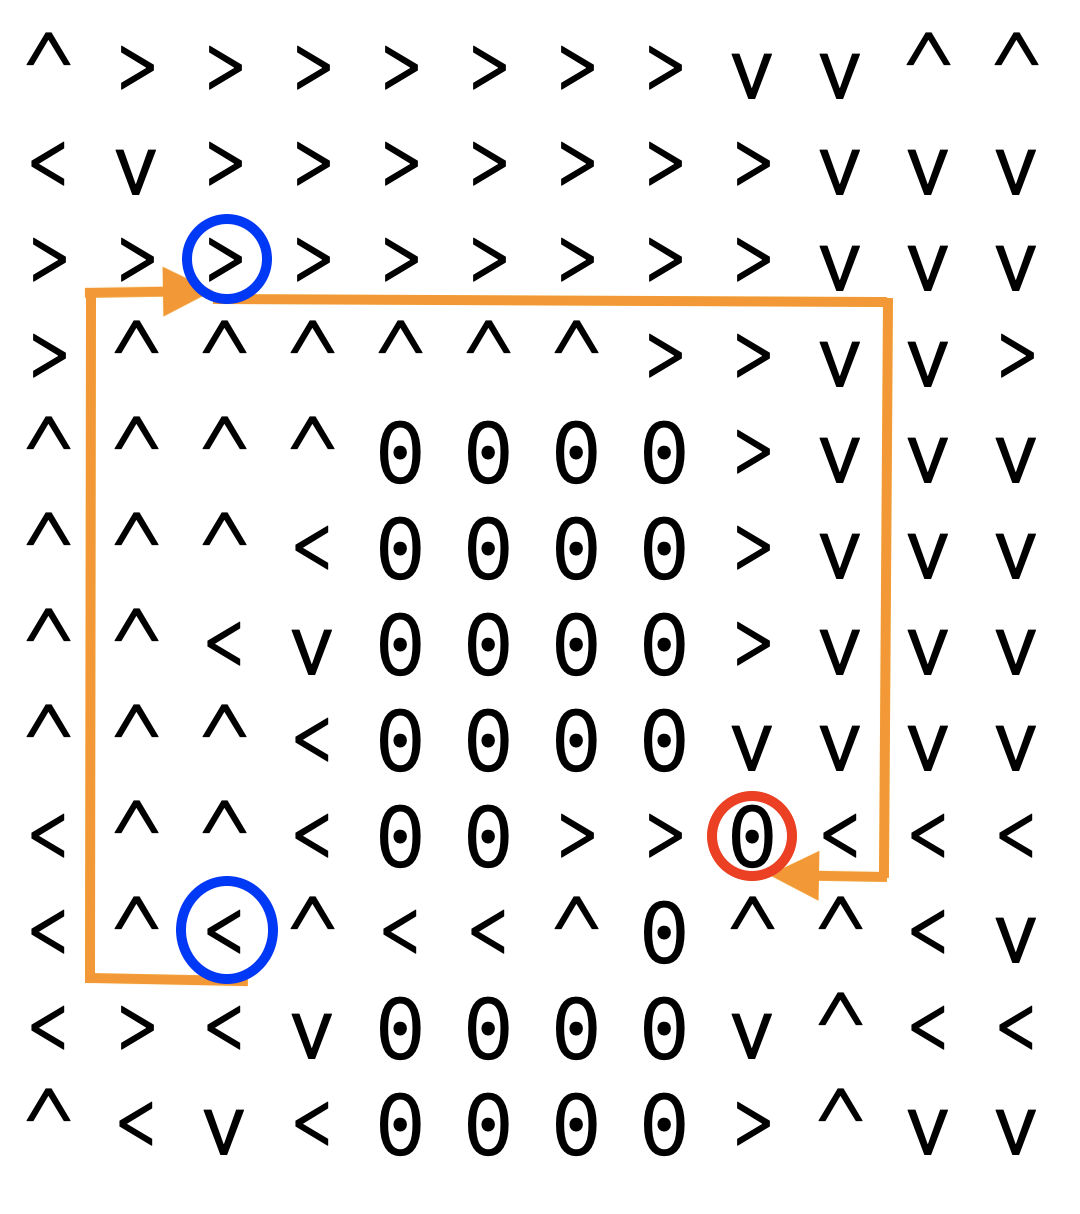 ^ > > > > > > > v v ^ ^
< v > > > > > > > v v v
> > > > > > > > > v v v
> ^ ^ ^ ^ ^ ^ > > v v >
^ ^ ^ ^ 0 0 0 0 > v v v
^ ^ ^ < 0 0 0 0 > v v v
^ ^ < v 0 0 0 0 > v v v
^ ^ ^ < 0 0 0 0 v v v v
< ^ ^ < 0 0 > > 0 < < <
< ^ < ^ < < ^ 0 ^ ^ < v
< > < v 0 0 0 0 v ^ < <
^ < v < 0 0 0 0 > ^ v v